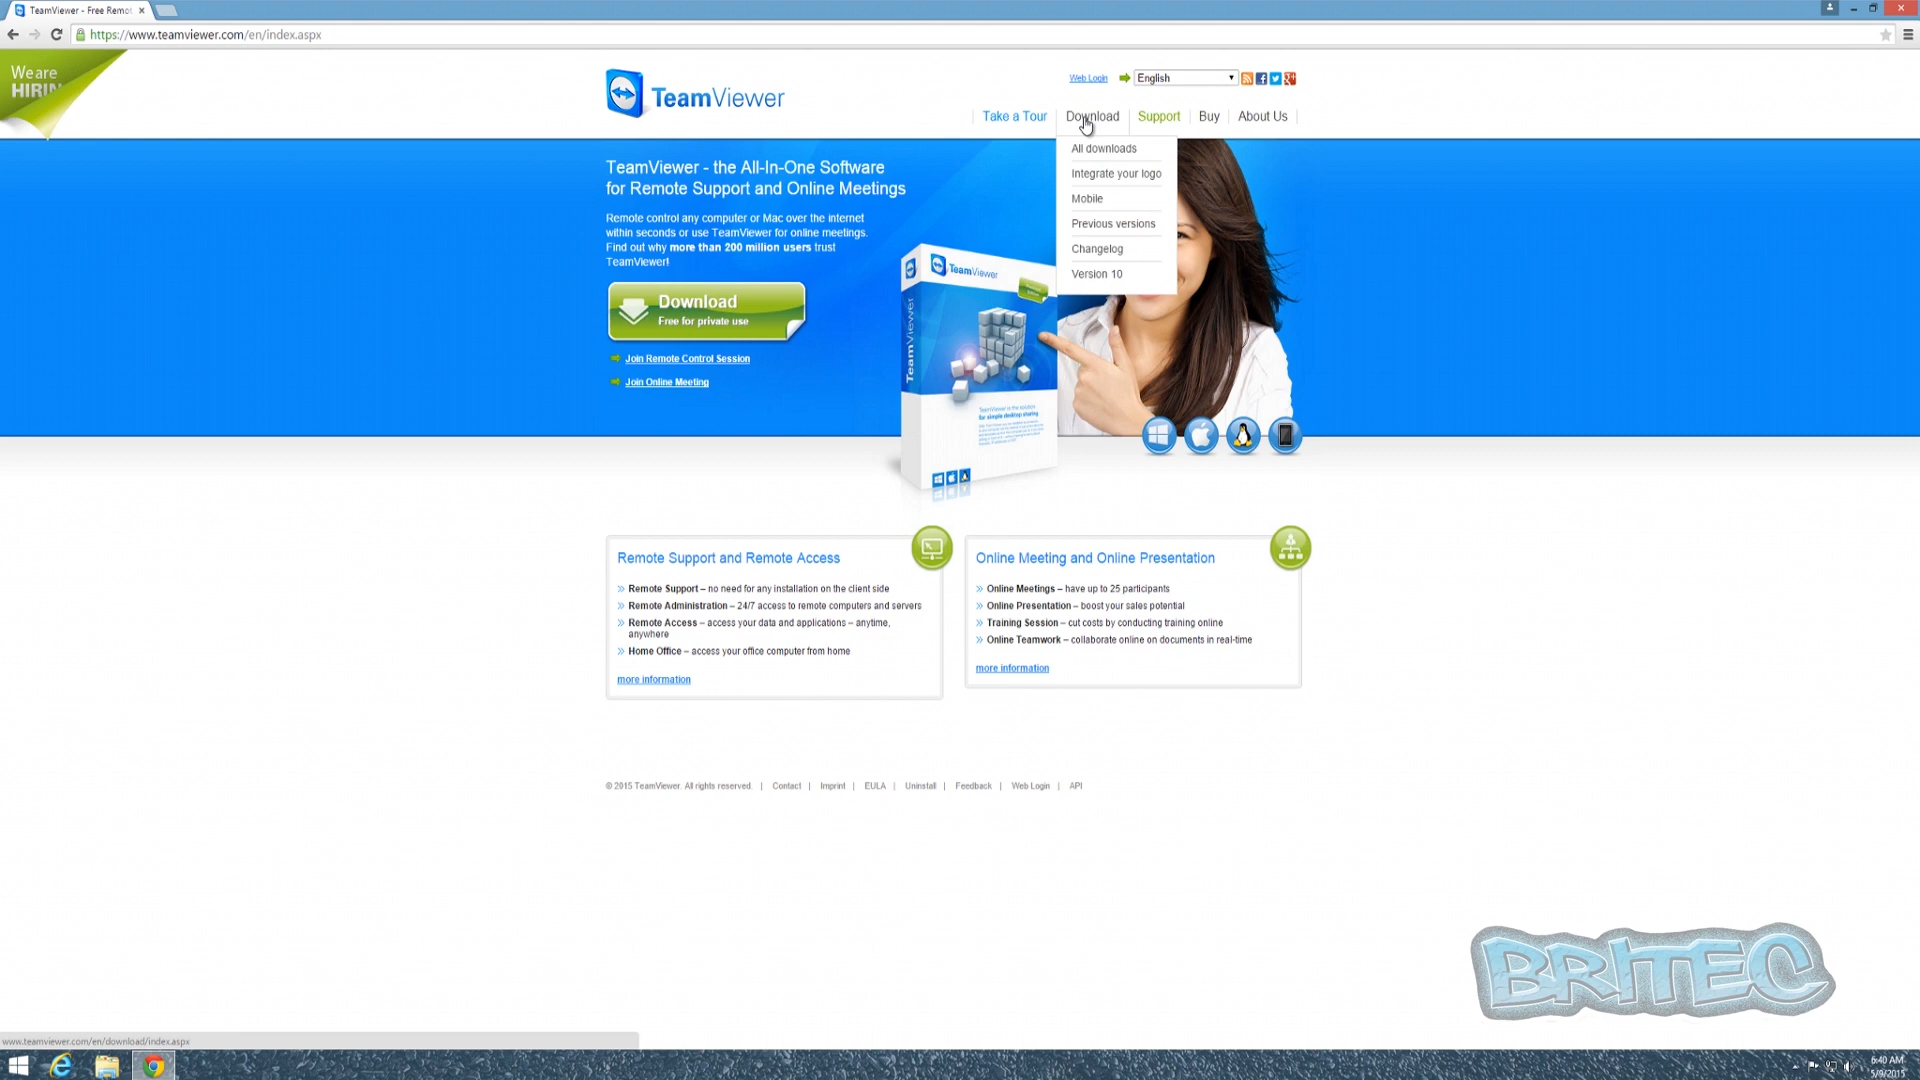 TeamViewer - Free Remot
https://www.teamviewer.com/en/index.aspx
We are
HIRIN
TeamViewer
Web Login
English
Take a Tour
Download
Support
Buy
About Us
All downloads
Integrate your logo
Mobile
Previous versions
Changelog
Version 10
TeamViewer - the All-In-One Software
for Remote Support and Online Meetings
Remote control any computer or Mac over the internet
within seconds or use TeamViewer for online meetings.
Find out why more than 200 million users trust
TeamViewer!
Download
Free for private use
Join Remote Control Session
Join Online Meeting
TeamViewer
TeamViewer
for simple desktop sharing
Remote Support and Remote Access
» Remote Support – no need for any installation on the client side
» Remote Administration – 24/7 access to remote computers and servers
» Remote Access – access your data and applications – anytime,
anywhere
» Home Office – access your office computer from home
more information
Online Meeting and Online Presentation
» Online Meetings – have up to 25 participants
» Online Presentation – boost your sales potential
» Training Session – cut costs by conducting training online
» Online Teamwork – collaborate online on documents in real-time
more information
© 2015 TeamViewer. All rights reserved. | Contact | Imprint | EULA | Uninstall | Feedback | Web Login | API
BRITEC
www.teamviewer.com/en/download/index.aspx
6:40 AM
5/9/2015